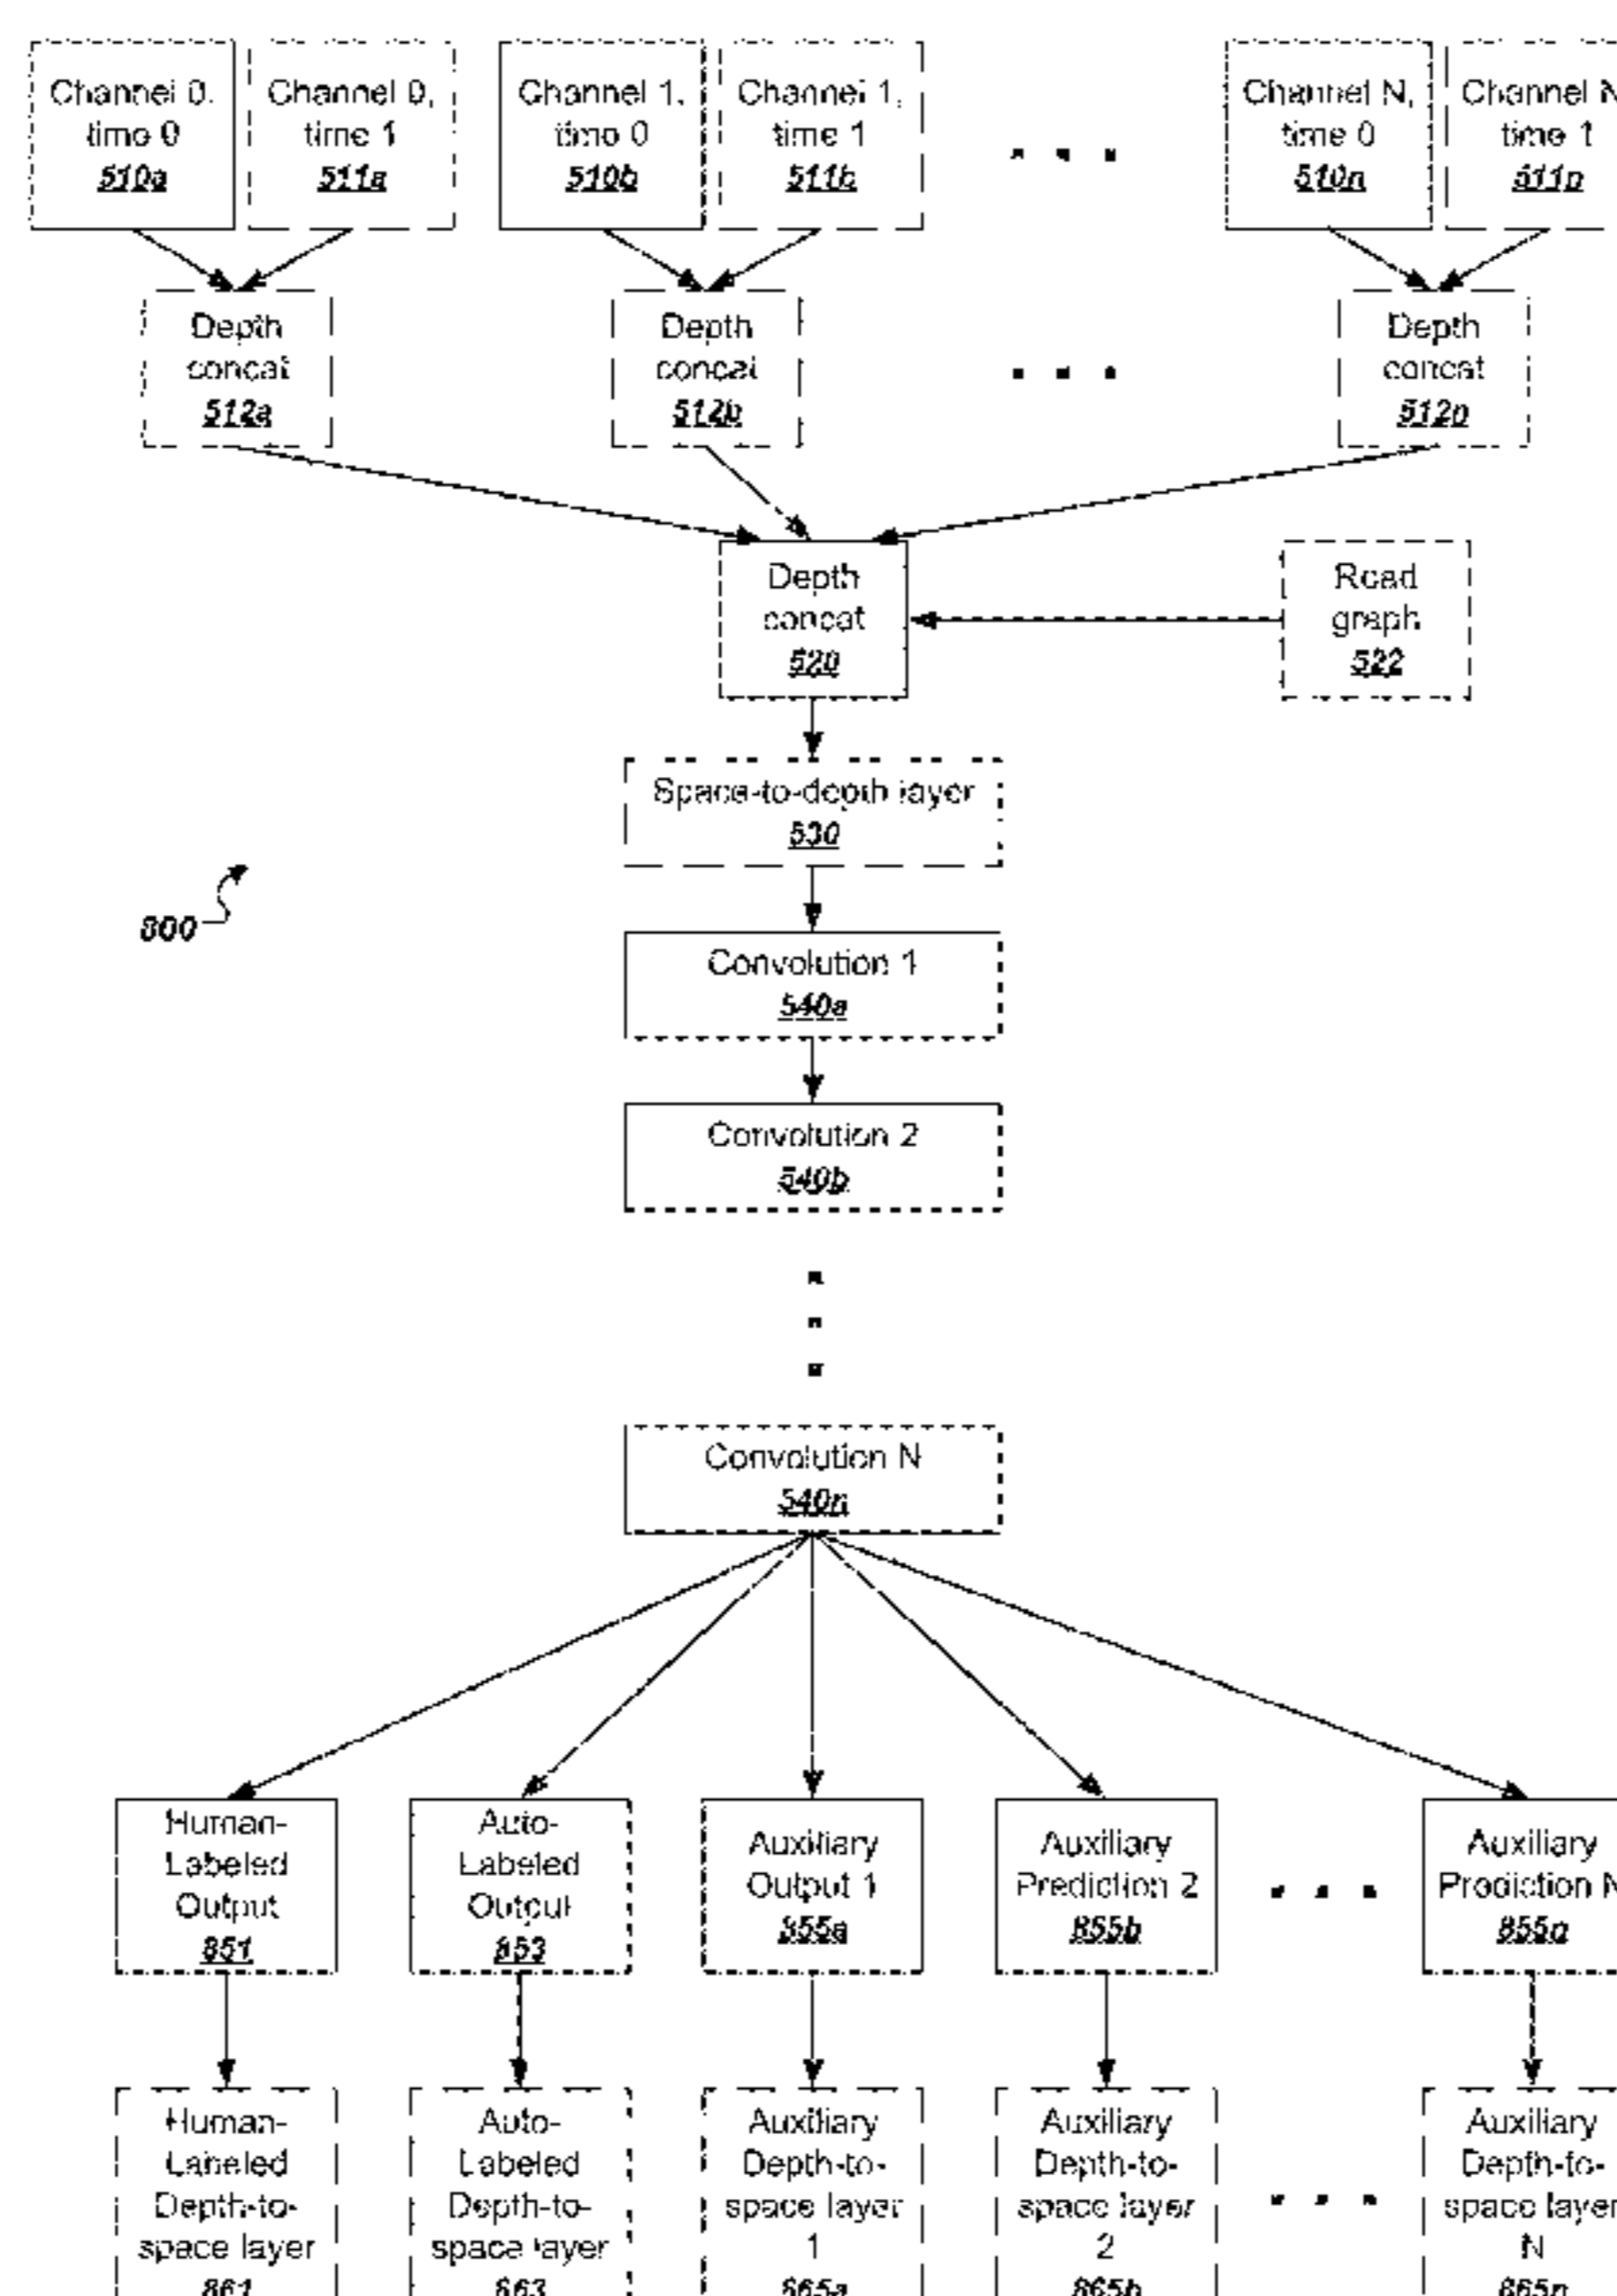 Channel 0,
time 0
510a
Channel 0,
time 1
511a
Channel 1,
time 0
510b
Channel 1,
time 1
511b
Channel N,
time 0
510n
Channel N
time 1
511n
Depth
concat
512a
Depth
concat
512b
Depth
concat
512n
Depth
concat
520
Road
graph
522
Space-to-depth layer
530
800
Convolution 1
540a
Convolution 2
540b
Convolution N
540n
Human-
Labeled
Output
851
Auto-
Labeled
Output
853
Auxiliary
Output 1
855a
Auxiliary
Prediction 2
855b
Auxiliary
Prediction N
855n
Human-
Labeled
Depth-to-
space layer
861
Auto-
Labeled
Depth-to-
space layer
863
Auxiliary
Depth-to-
space layer
1
865a
Auxiliary
Depth-to-
space layer
2
865b
Auxiliary
Depth-to-
space layer
N
865n